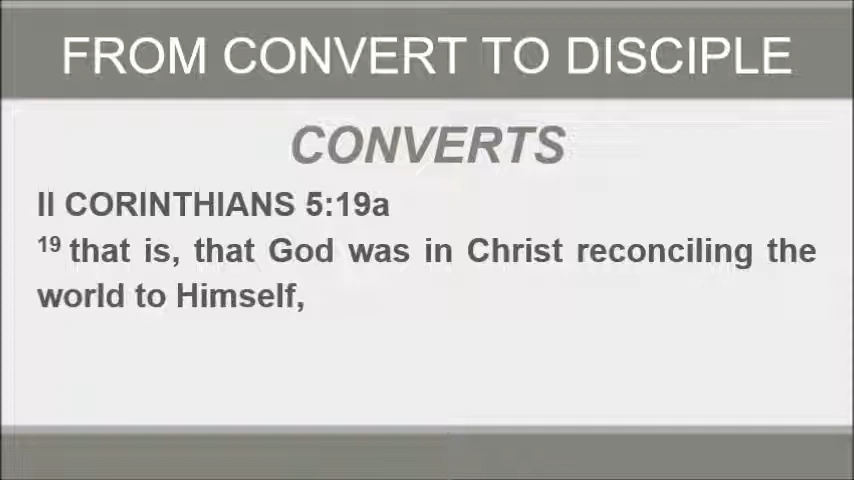 FROM CONVERT TO DISCIPLE
CONVERTS
II CORINTHIANS 5:19a
19 that is, that God was in Christ reconciling the
world to Himself,